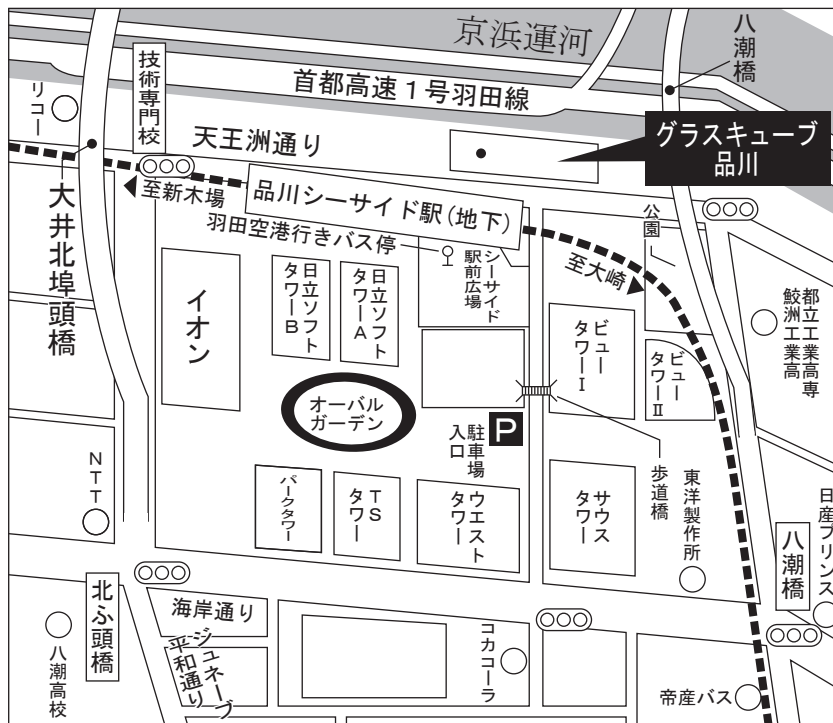 京浜運河
八潮橋
首都高速1号羽田線
技術専門校
リコー
天王洲通り
グラスキューブ
品川
至新木場
品川シーサイド駅(地下)
羽田空港行きバス停
大井北埠頭橋
公園
至大崎
シーサイド
駅前広場
イオン
日立ソフト
タワーB
日立ソフト
タワーA
ビュー
タワーI
ビュー
タワーII
都立工業高専
鮫洲工業高
オーバル
ガーデン
駐車場
入口
P
歩道橋
東洋製作所
NTT
パークタワー
TS
タワー
ウエスト
タワー
サウス
タワー
八潮橋
日産プリンス
北ふ頭橋
海岸通り
ジュネーブ
平和通り
八潮高校
コカコーラ
帝産バス